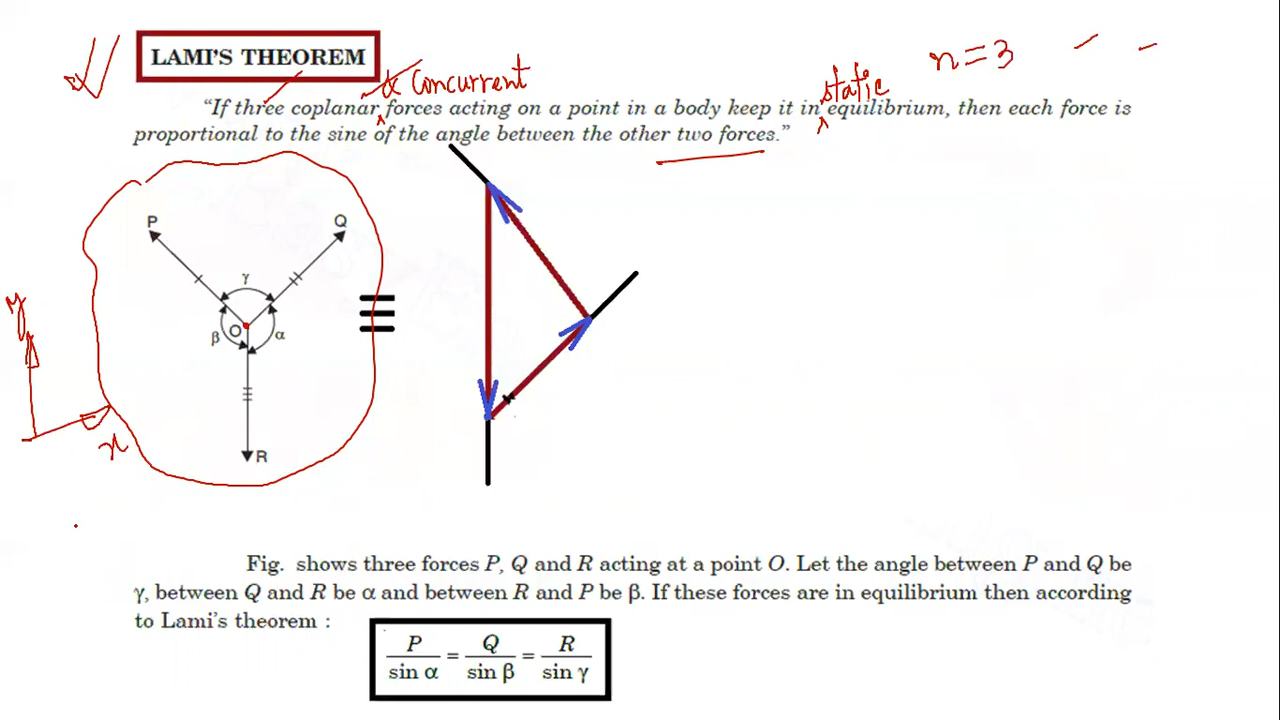 LAMI'S THEOREM
n=3
& Concurrent
static
"If three coplanar forces acting on a point in a body keep it in equilibrium, then each force is
proportional to the sine of the angle between the other two forces."
P
Q
γ
β
O
α
R
y
x
Fig. shows three forces P, Q and R acting at a point O. Let the angle between P and Q be
γ, between Q and R be α and between R and P be β. If these forces are in equilibrium then according
to Lami's theorem :
P/sin α = Q/sin β = R/sin γ